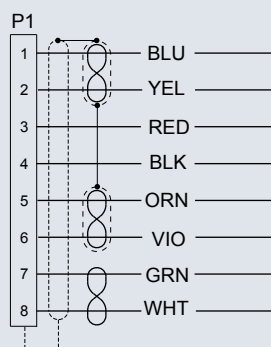 P1
1 BLU
2 YEL
3 RED
4 BLK
5 ORN
6 VIO
7 GRN
8 WHT